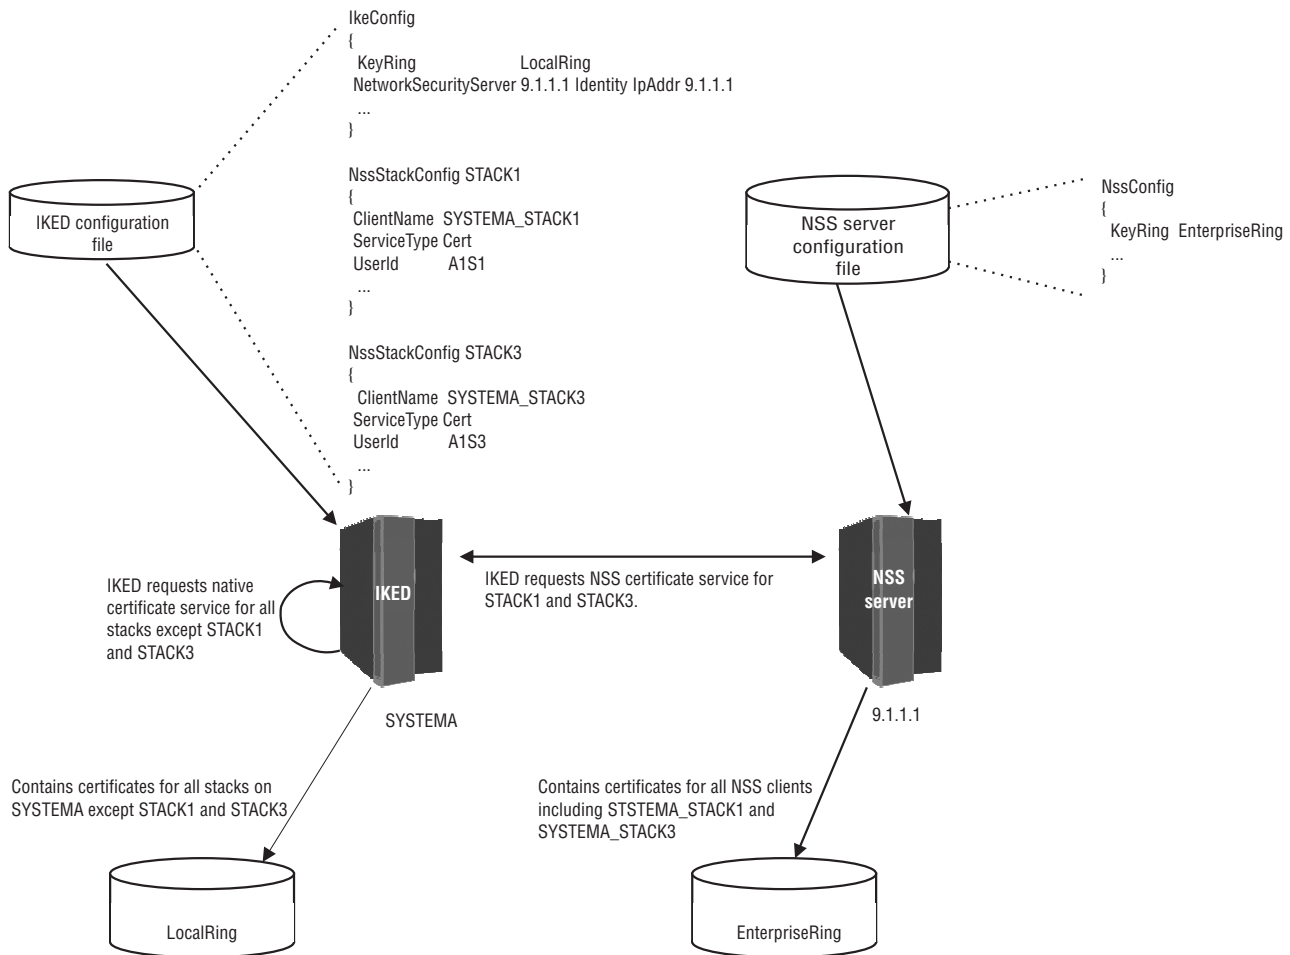 IkeConfig
{
KeyRing LocalRing
NetworkSecurityServer 9.1.1.1 Identity IpAddr 9.1.1.1
...
}
NssStackConfig STACK1
{
ClientName SYSTEMA_STACK1
ServiceType Cert
UserId A1S1
...
}
NssStackConfig STACK3
{
ClientName SYSTEMA_STACK3
ServiceType Cert
UserId A1S3
...
}
IKED configuration
file
NSS server
configuration
file
NssConfig
{
KeyRing EnterpriseRing
...
}
IKED requests native
certificate service for all
stacks except STACK1
and STACK3
IKED
IKED requests NSS certificate service for
STACK1 and STACK3.
NSS
server
SYSTEMA
9.1.1.1
Contains certificates for all stacks on
SYSTEMA except STACK1 and STACK3
Contains certificates for all NSS clients
including STSTEMA_STACK1 and
SYSTEMA_STACK3
LocalRing
EnterpriseRing